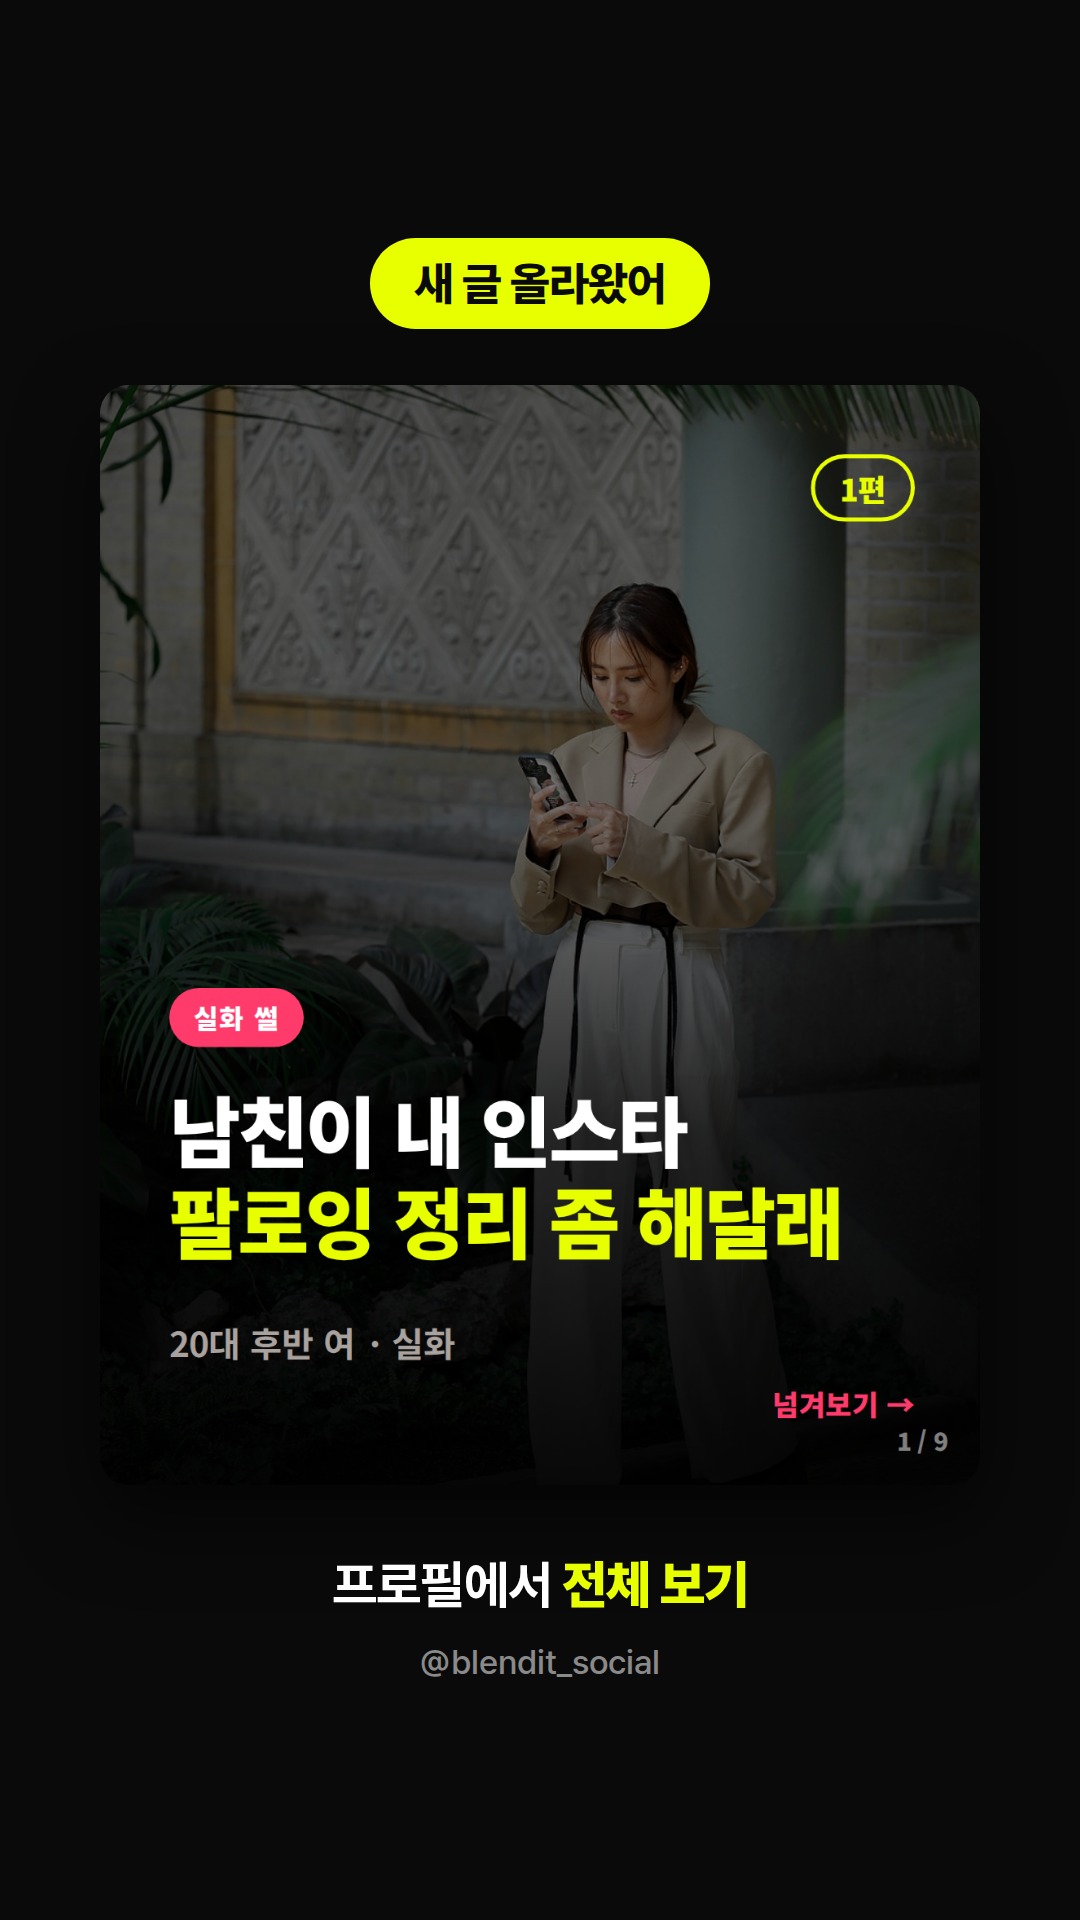 새 글 올라왔어
1편
실화 썰
남친이 내 인스타
팔로잉 정리 좀 해달래
20대 후반 여 · 실화
넘겨보기 →
1 / 9
프로필에서 전체 보기
@blendit_social